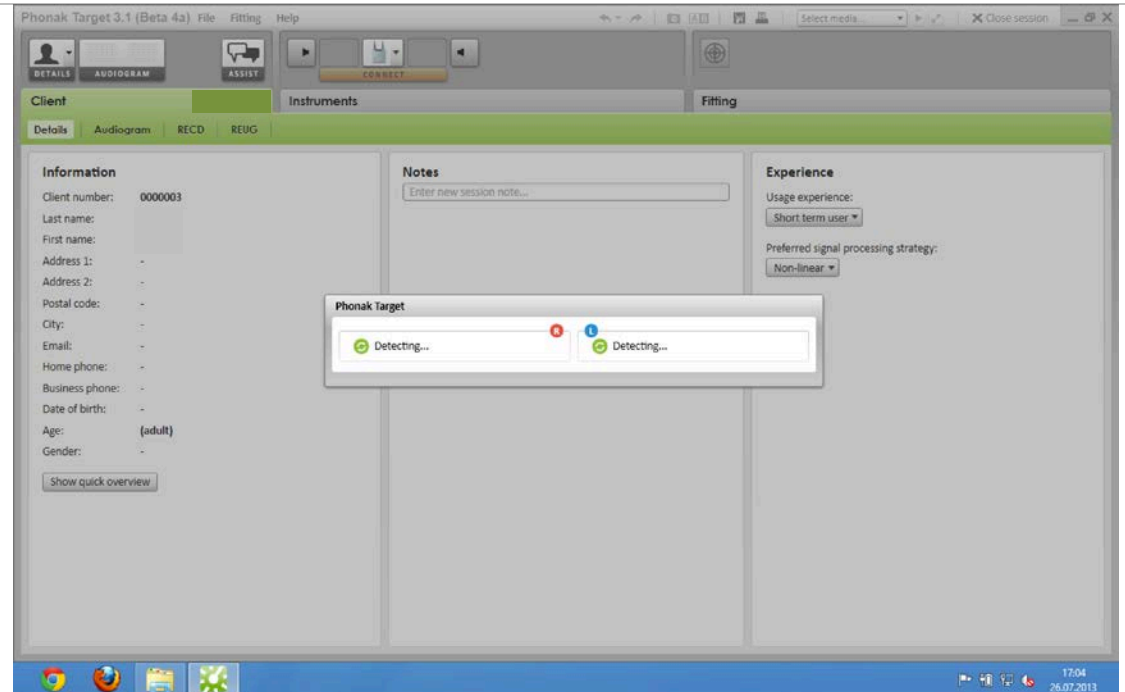 Phonak Target 3.1 (Beta 4a) File Fitting Help Select media... Close session
DETAILS AUDIOGRAM ASSIST CONNECT
Client Instruments Fitting
Details Audiogram RECD REUG
Information
Client number: 0000003
Last name:
First name:
Address 1: -
Address 2: -
Postal code: -
City: -
Email: -
Home phone: -
Business phone: -
Date of birth: -
Age: (adult)
Gender: -
Show quick overview
Notes
Enter new session note...
Experience
Usage experience:
Short term user
Preferred signal processing strategy:
Non-linear
Phonak Target
R L
Detecting... Detecting...
17:04
26.07.2013